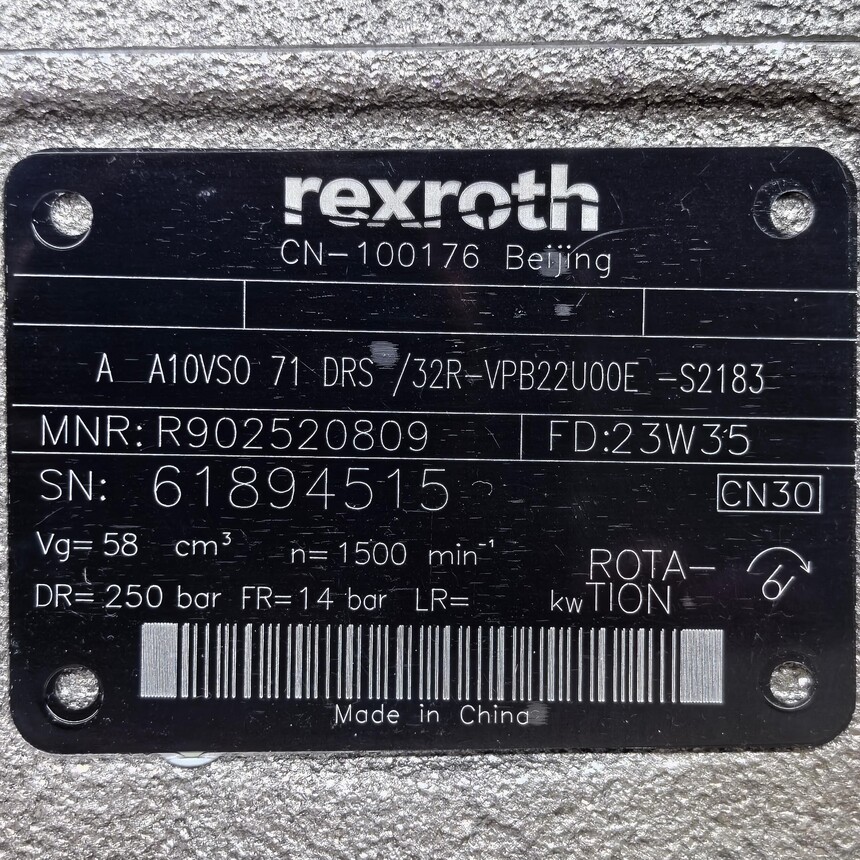 rexroth
CN-100176 Beijing
A A10VSO 71 DRS /32R-VPB22U00E -S2183
MNR: R902520809 FD:23W35
SN: 61894515 CN30
Vg= 58 cm³ n= 1500 min⁻¹ ROTA-
DR= 250 bar FR= 14 bar LR= kw TION
Made in China